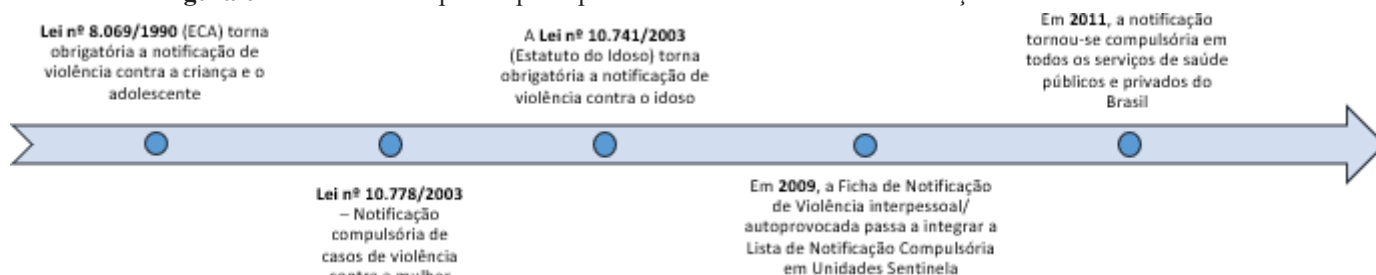 Lei nº 8.069/1990 (ECA) torna
obrigatória a notificação de
violência contra a criança e o
adolescente
Lei nº 10.778/2003
– Notificação
compulsória de
casos de violência
contra a mulher
A Lei nº 10.741/2003
(Estatuto do Idoso) torna
obrigatória a notificação de
violência contra o idoso
Em 2009, a Ficha de Notificação
de Violência interpessoal/
autoprovocada passa a integrar a
Lista de Notificação Compulsória
em Unidades Sentinela
Em 2011, a notificação
tornou-se compulsória em
todos os serviços de saúde
públicos e privados do
Brasil